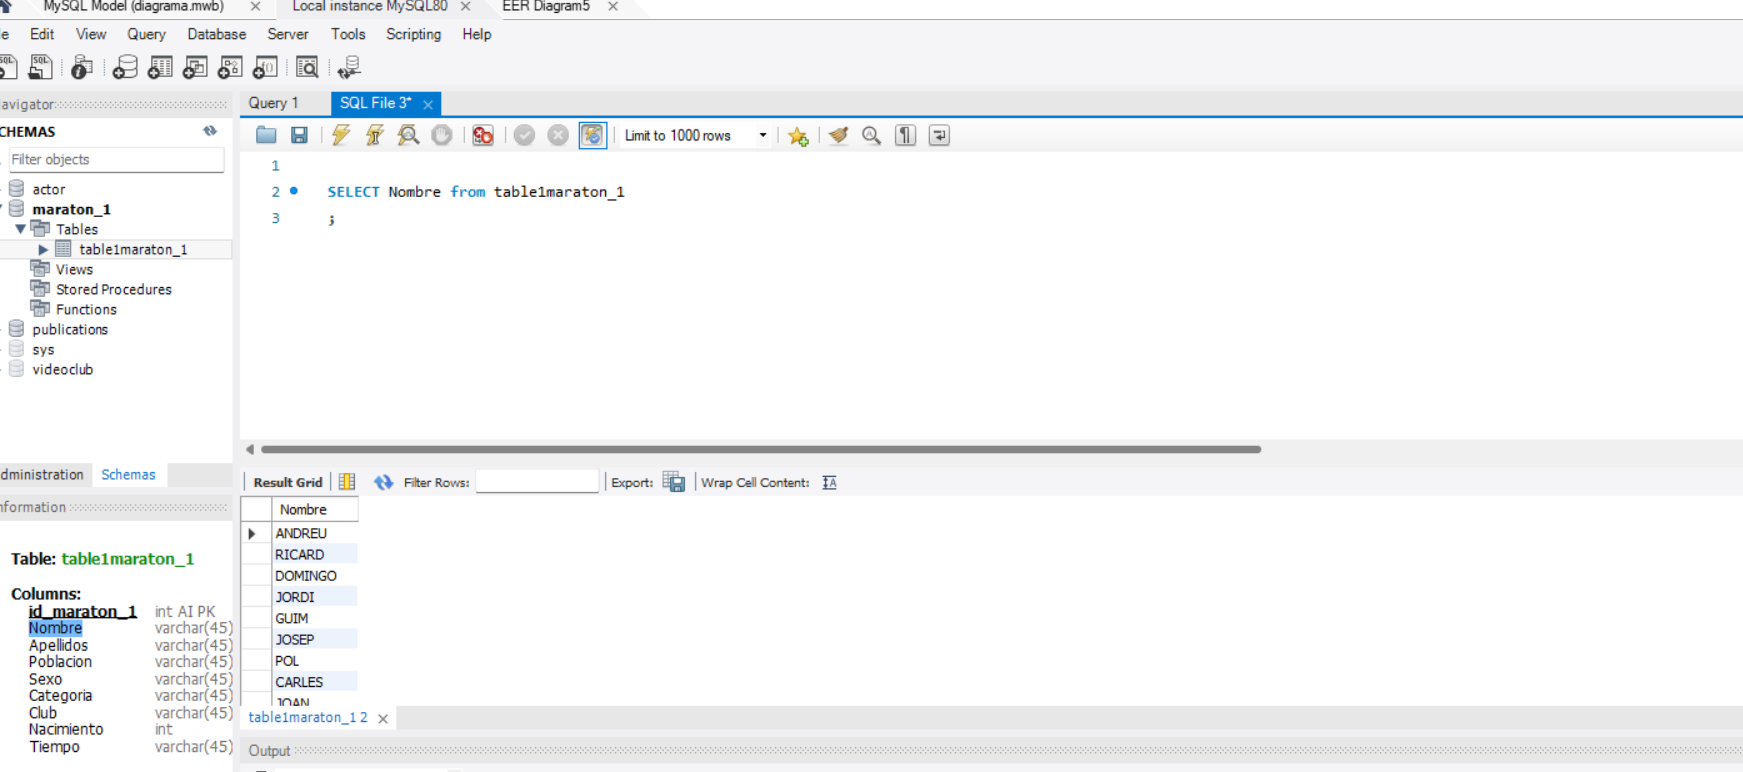 MySQL Model (diagrama.mwb) Local instance MySQL80 EER Diagram5
Edit View Query Database Server Tools Scripting Help
Query 1 SQL File 3*
Limit to 1000 rows
Filter objects
actor
maraton_1
Tables
table1maraton_1
Views
Stored Procedures
Functions
publications
sys
videoclub
1
2 SELECT Nombre from table1maraton_1
3 ;
Schemas
Result Grid Filter Rows: Export: Wrap Cell Content:
Nombre
ANDREU
RICARD
DOMINGO
JORDI
GUIM
JOSEP
POL
CARLES
JOAN
table1maraton_1 2
Output
Table: table1maraton_1
Columns:
id_maraton_1 int AI PK
Nombre varchar(45)
Apellidos varchar(45)
Poblacion varchar(45)
Sexo varchar(45)
Categoria varchar(45)
Club varchar(45)
Nacimiento int
Tiempo varchar(45)